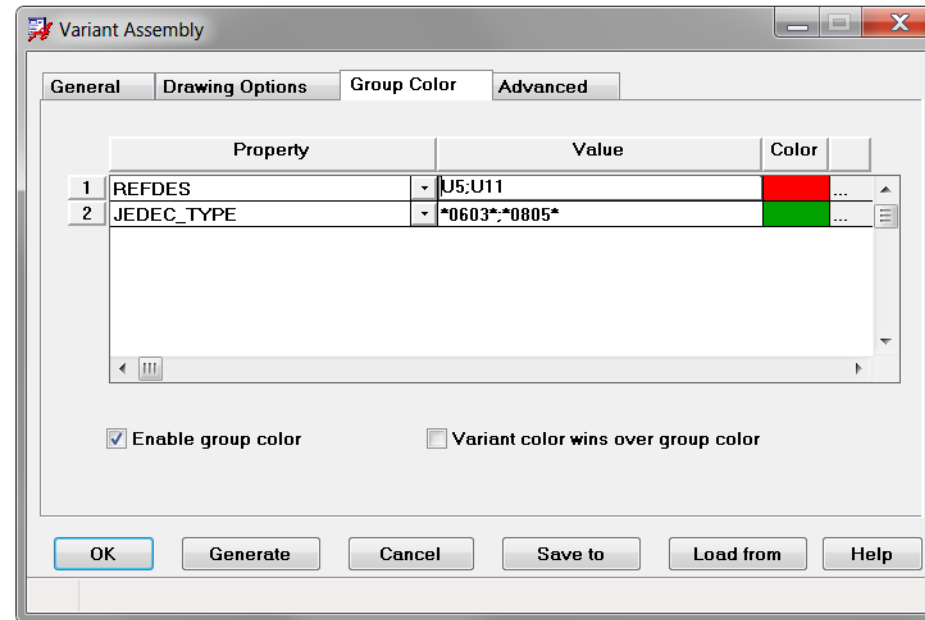 Variant Assembly
General Drawing Options Group Color Advanced
Property Value Color
1 REFDES U5;U11 ...
2 JEDEC_TYPE *0603*;*0805* ...
Enable group color Variant color wins over group color
OK Generate Cancel Save to Load from Help